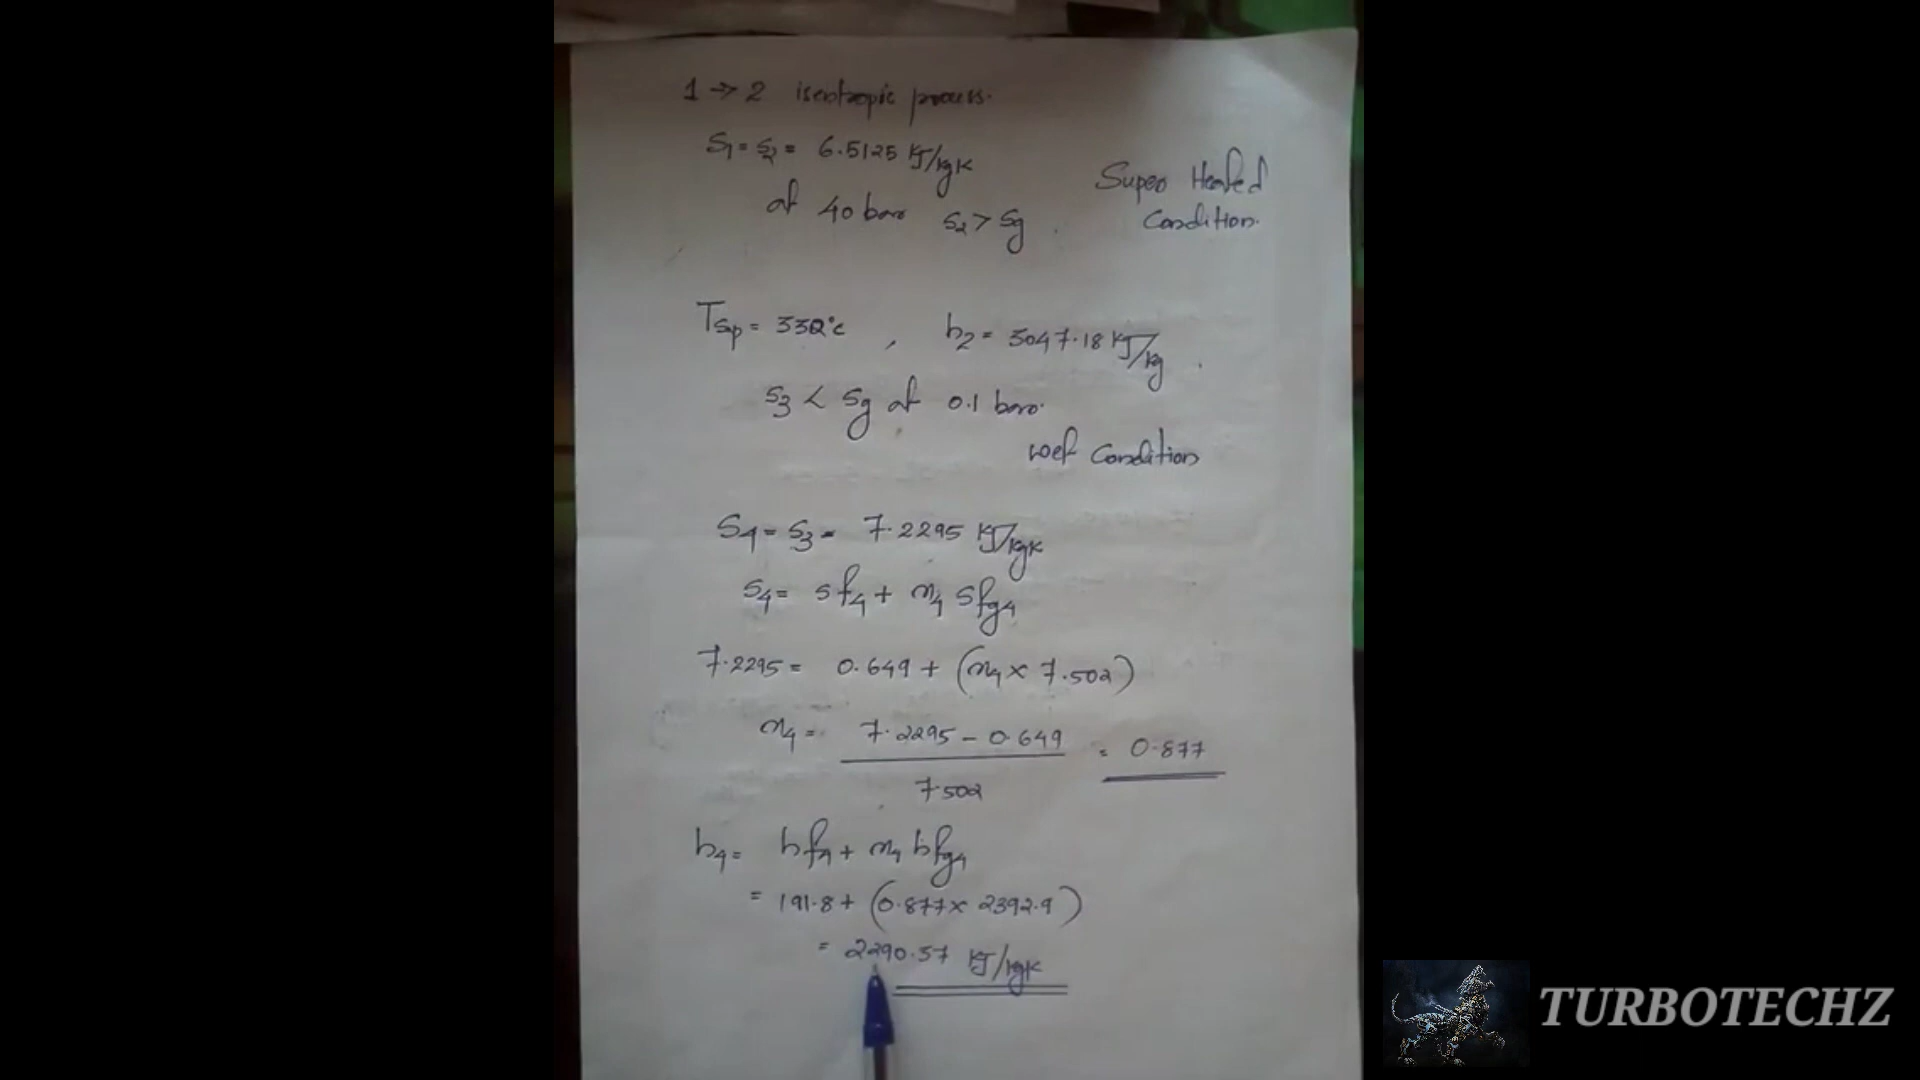 1 → 2 isentropic process.
S1 = S2 = 6.5125 KJ/kgK
at 40 bar S2 > Sg .
Super Heated
Condition.
Tsp = 332°c , h2 = 3047.18 KJ/kg .
S3 < Sg at 0.1 bar.
wet Condition
S4 = S3 = 7.2295 KJ/kgK
S4 = Sf4 + x4 Sfg4
7.2295 = 0.649 + (x4 × 7.502)
x4 = 7.2295 - 0.649 = 0.877
7.502
h4 = hf4 + x4 hfg4
= 191.8 + (0.877 × 2392.9)
= 2290.57 KJ/kgK
TURBOTECHZ